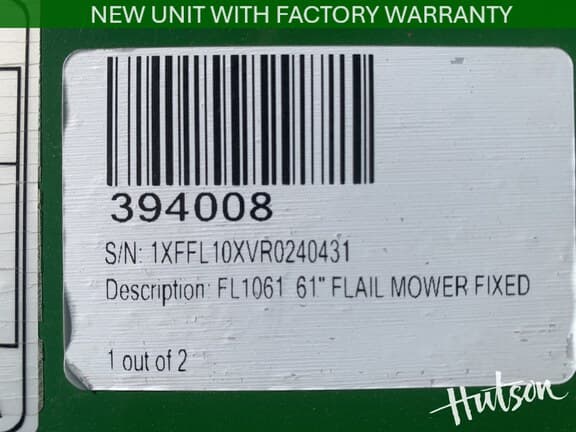 NEW UNIT WITH FACTORY WARRANTY
394008
S/N: 1XFFL10XVR0240431
Description: FL1061 61" FLAIL MOWER FIXED
1 out of 2
Hutson